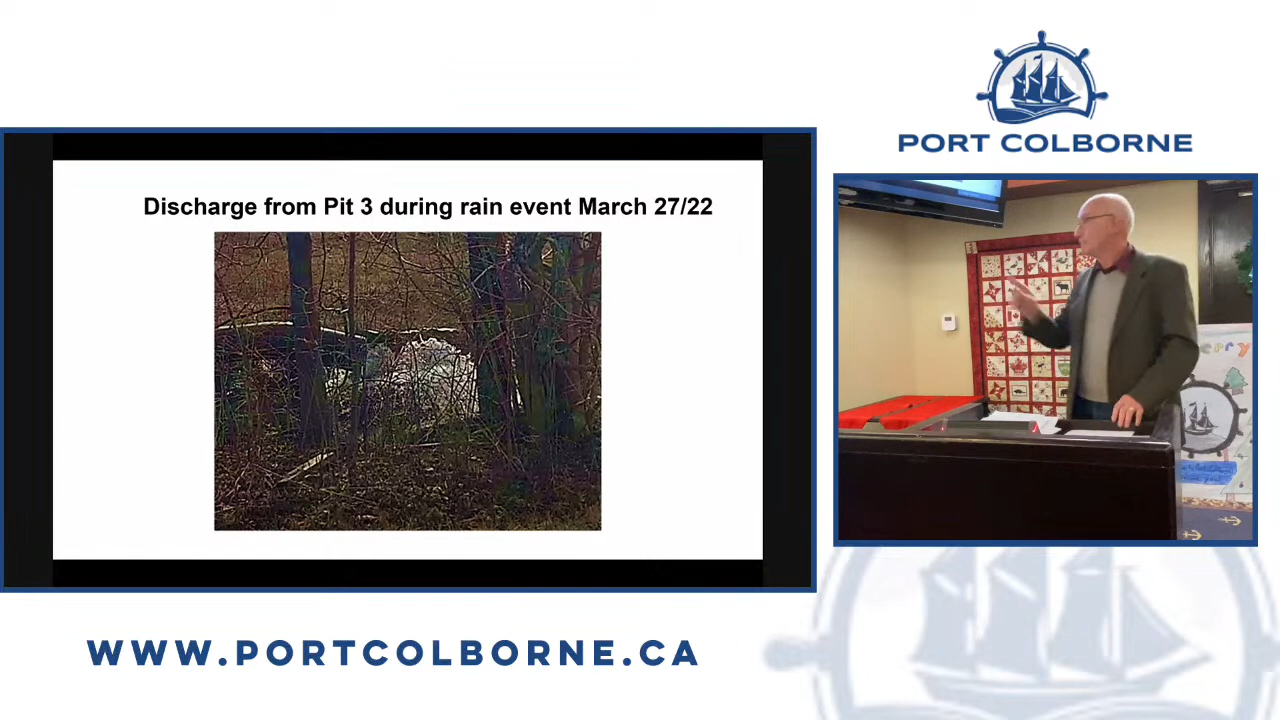 PORT COLBORNE
Discharge from Pit 3 during rain event March 27/22
WWW.PORTCOLBORNE.CA